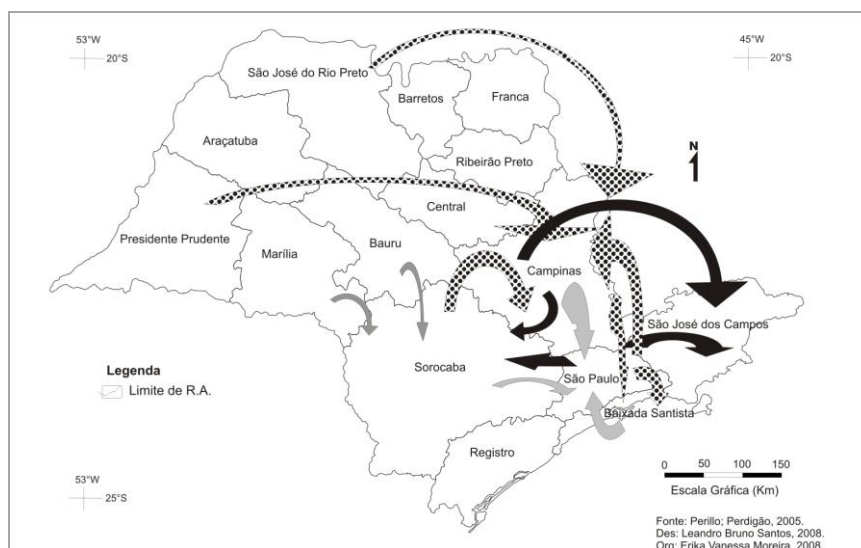 53°W
20°S
45°W
20°S
São José do Rio Preto
Barretos
Franca
Araçatuba
Ribeirão Preto
N
Central
Presidente Prudente
Marília
Bauru
Campinas
São José dos Campos
Sorocaba
São Paulo
Baixada Santista
Registro
Legenda
Limite de R.A.
53°W
25°S
0 50 100 150
Escala Gráfica (Km)
Fonte: Perillo; Perdigão, 2005.
Des: Leandro Bruno Santos, 2008.
Org: Erika Vanessa Moreira, 2008